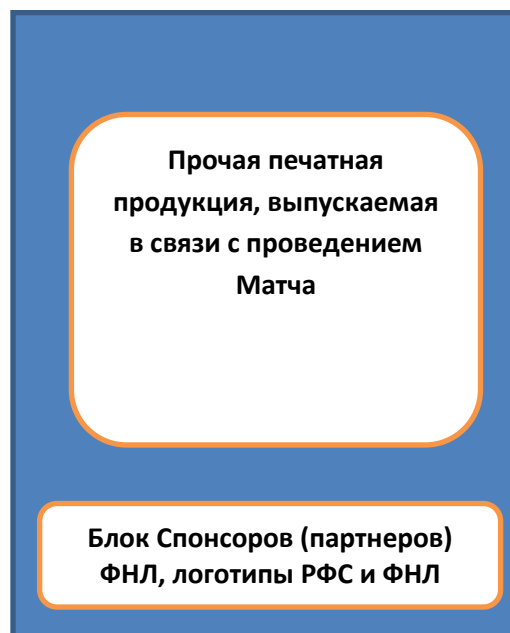 Прочая печатная
продукция, выпускаемая
в связи с проведением
Матча
Блок Спонсоров (партнеров)
ФНЛ, логотипы РФС и ФНЛ